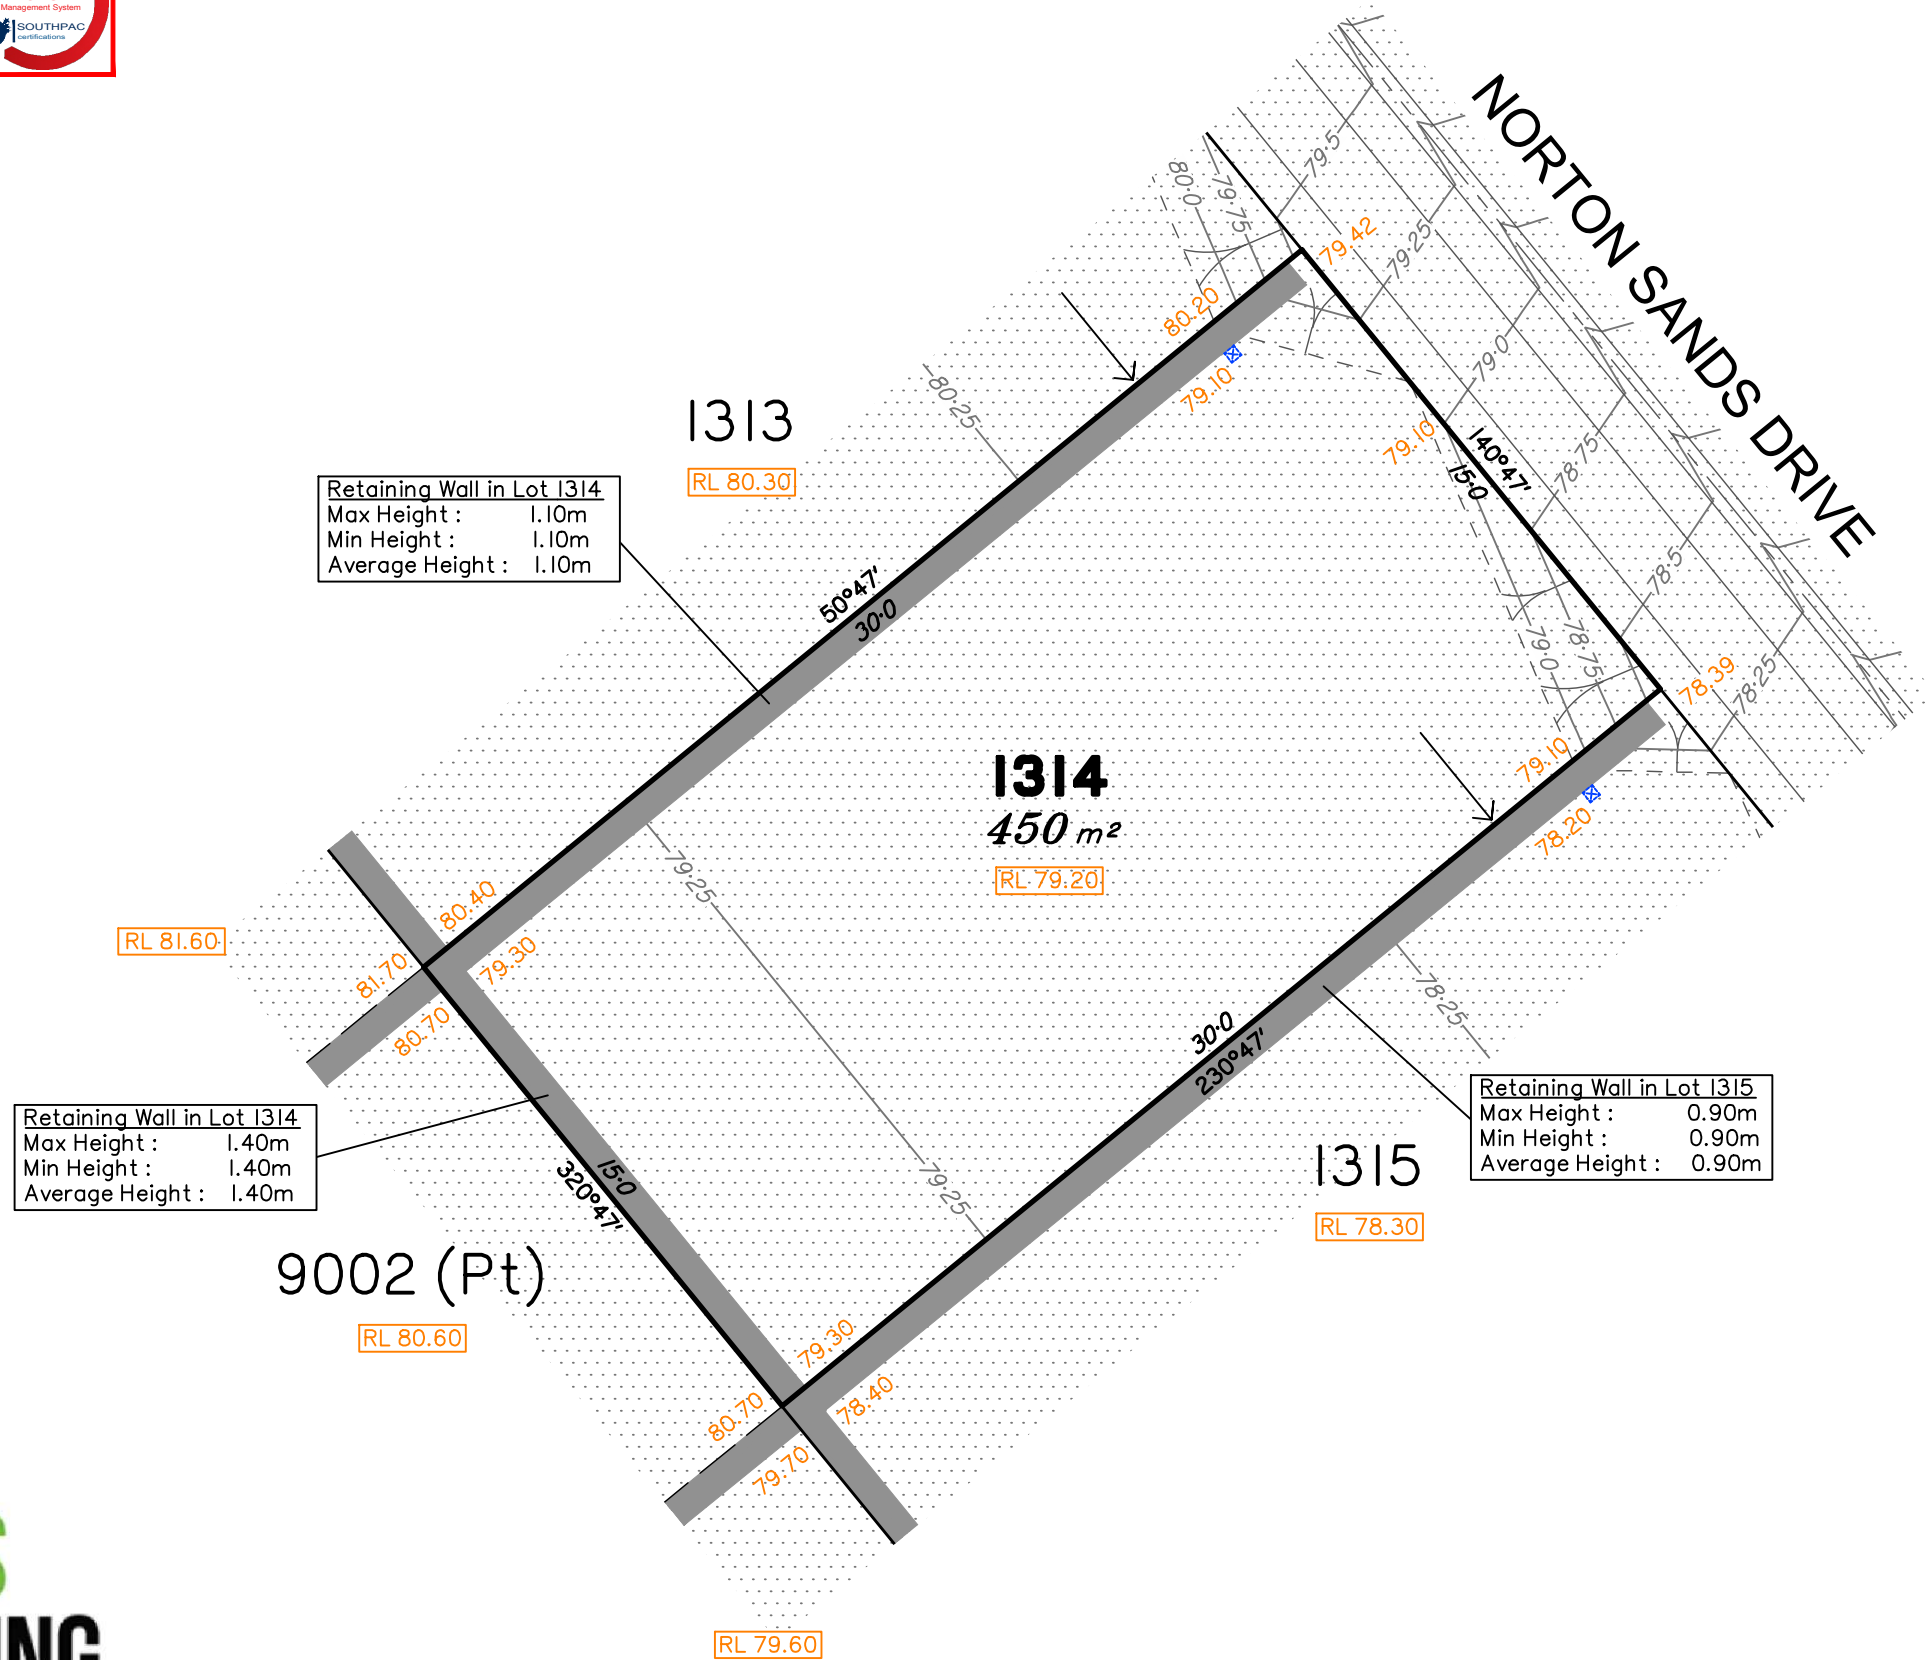 Management System
SOUTHPAC
certifications
NORTON SANDS DRIVE
80·0
79·75
79·5
79·25
79.42
80.20
79.10
79·0
80·25
1313
RL 80.30
79.10
140°47'
15·0
78·75
Retaining Wall in Lot 1314
Max Height : 1.10m
Min Height : 1.10m
Average Height : 1.10m
50°47'
30·0
78·5
79·0
78·75
78.39
78·25
1314
450 m²
RL 79.20
79.10
78.20
79·25
80.40
79.30
RL 81.60
81.70
80.70
78·25
30·0
230°47'
Retaining Wall in Lot 1314
Max Height : 1.40m
Min Height : 1.40m
Average Height : 1.40m
15·0
320°47'
79·25
Retaining Wall in Lot 1315
Max Height : 0.90m
Min Height : 0.90m
Average Height : 0.90m
1315
RL 78.30
9002 (Pt)
RL 80.60
79.30
78.40
80.70
79.70
RL 79.60